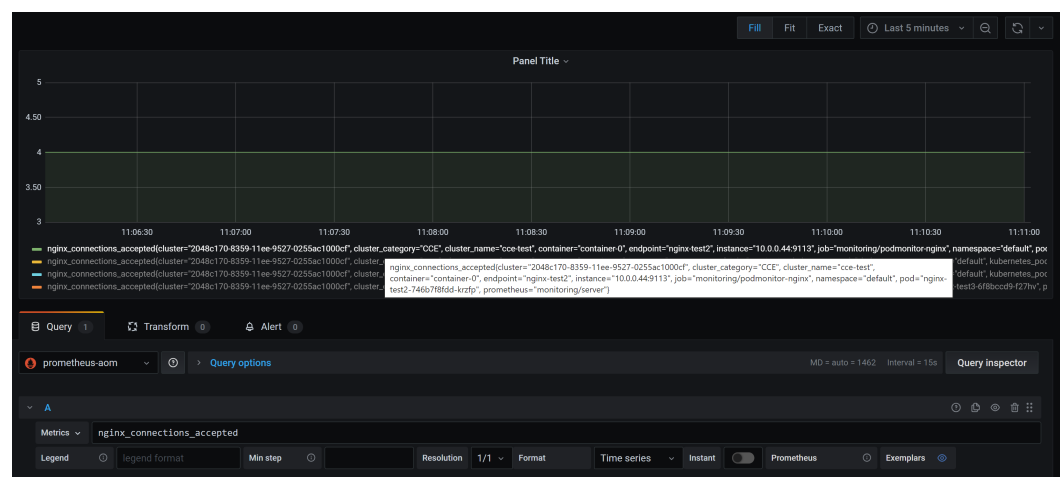 Fill Fit Exact Last 5 minutes
Panel Title
5
4.50
4
3.50
3
11:06:30 11:07:00 11:07:30 11:08:00 11:08:30 11:09:00 11:09:30 11:10:00 11:10:30 11:11:00
nginx_connections_accepted{cluster="2048c170-8359-11ee-9527-0255ac1000cf", cluster_category="CCE", cluster_name="cce-test", container="container-0", endpoint="nginx-test2", instance="10.0.0.44:9113", job="monitoring/podmonitor-nginx", namespace="default", poc
nginx_connections_accepted{cluster="2048c170-8359-11ee-9527-0255ac1000cf", cluster_ "default", kubernetes_poc
nginx_connections_accepted{cluster="2048c170-8359-11ee-9527-0255ac1000cf", cluster_ "default", kubernetes_poc
nginx_connections_accepted{cluster="2048c170-8359-11ee-9527-0255ac1000cf", cluster_ -test3-6f8bccd9-f27hv", p
nginx_connections_accepted{cluster="2048c170-8359-11ee-9527-0255ac1000cf", cluster_category="CCE", cluster_name="cce-test",
container="container-0", endpoint="nginx-test2", instance="10.0.0.44:9113", job="monitoring/podmonitor-nginx", namespace="default", pod="nginx-
test2-746b7f8fdd-krzfp", prometheus="monitoring/server"}
Query 1 Transform 0 Alert 0
prometheus-aom Query options MD = auto = 1462 Interval = 15s Query inspector
A
Metrics nginx_connections_accepted
Legend legend format Min step Resolution 1/1 Format Time series Instant Prometheus Exemplars